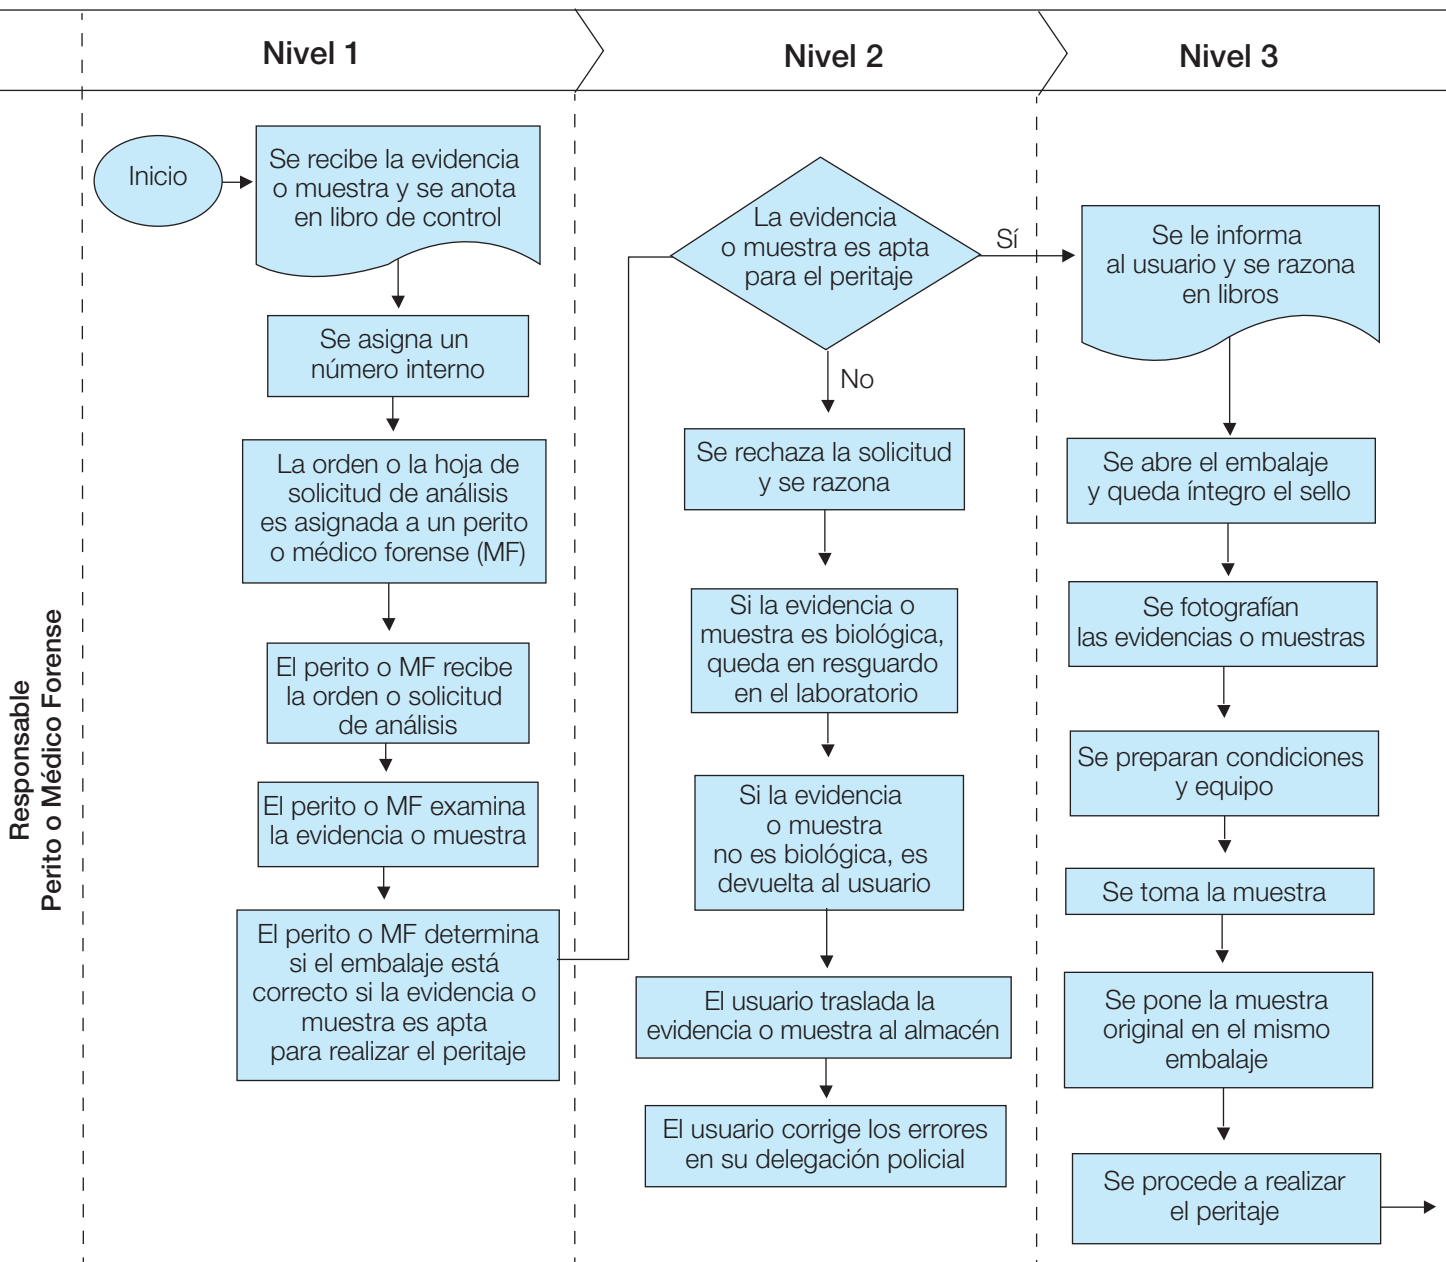 Nivel 1
Nivel 2
Nivel 3
Responsable
Perito o Médico Forense
Inicio
Se recibe la evidencia
o muestra y se anota
en libro de control
Se asigna un
número interno
La orden o la hoja de
solicitud de análisis
es asignada a un perito
o médico forense (MF)
El perito o MF recibe
la orden o solicitud
de análisis
El perito o MF examina
la evidencia o muestra
El perito o MF determina
si el embalaje está
correcto si la evidencia o
muestra es apta
para realizar el peritaje
La evidencia
o muestra es apta
para el peritaje
Sí
No
Se rechaza la solicitud
y se razona
Si la evidencia o
muestra es biológica,
queda en resguardo
en el laboratorio
Si la evidencia
o muestra
no es biológica, es
devuelta al usuario
El usuario traslada la
evidencia o muestra al almacén
El usuario corrige los errores
en su delegación policial
Se le informa
al usuario y se razona
en libros
Se abre el embalaje
y queda íntegro el sello
Se fotografían
las evidencias o muestras
Se preparan condiciones
y equipo
Se toma la muestra
Se pone la muestra
original en el mismo
embalaje
Se procede a realizar
el peritaje